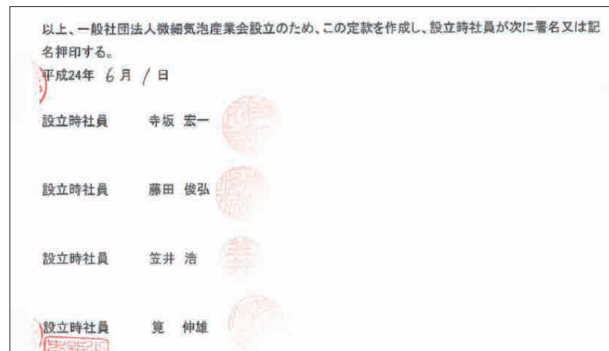 以上、一般社団法人微細気泡産業会設立のため、この定款を作成し、設立時社員が次に署名又は記
名押印する。
平成24年 6月 1日
設立時社員 寺坂 宏一
設立時社員 藤田 俊弘
設立時社員 笠井 浩
設立時社員 筧 伸雄